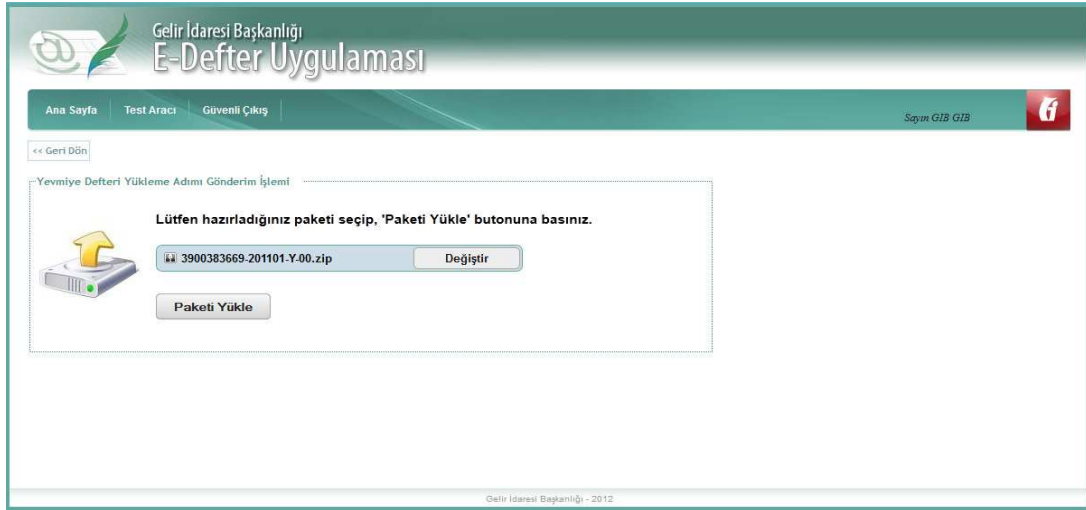 Gelir İdaresi Başkanlığı
E-Defter Uygulaması
Ana Sayfa Test Aracı Güvenli Çıkış
Sayın GIB GIB
<< Geri Dön
Yevmiye Defteri Yükleme Adımı Gönderim İşlemi
Lütfen hazırladığınız paketi seçip, 'Paketi Yükle' butonuna basınız.
3900383669-201101-Y-00.zip Değiştir
Paketi Yükle
Gelir İdaresi Başkanlığı - 2012